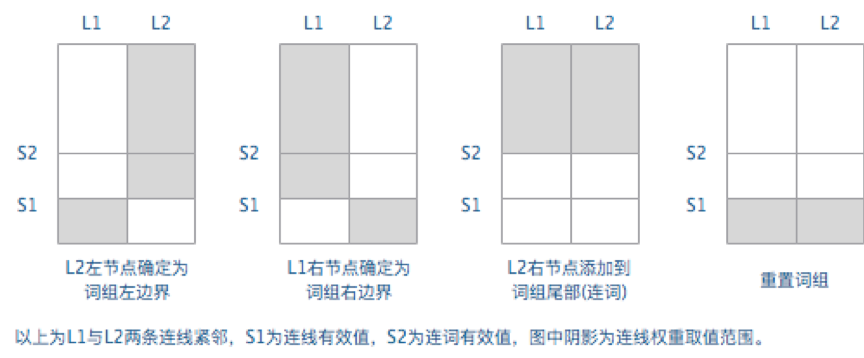 L1 L2 L1 L2 L1 L2 L1 L2
S2 S2 S2 S2
S1 S1 S1 S1
L2左节点确定为 L1右节点确定为 L2右节点添加到 重置词组
词组左边界 词组右边界 词组尾部(连词)
以上为L1与L2两条连线紧邻，S1为连线有效值，S2为连词有效值，图中阴影为连线权重取值范围。